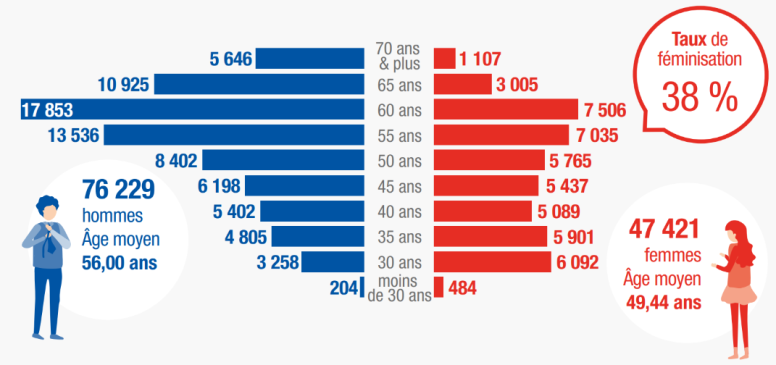 70 ans
& plus
5 646
1 107
10 925
65 ans
3 005
17 853
60 ans
7 506
13 536
55 ans
7 035
8 402
50 ans
5 765
6 198
45 ans
5 437
5 402
40 ans
5 089
4 805
35 ans
5 901
3 258
30 ans
6 092
204
moins
de 30 ans
484
Taux de
féminisation
38 %
76 229
hommes
Âge moyen
56,00 ans
47 421
femmes
Âge moyen
49,44 ans